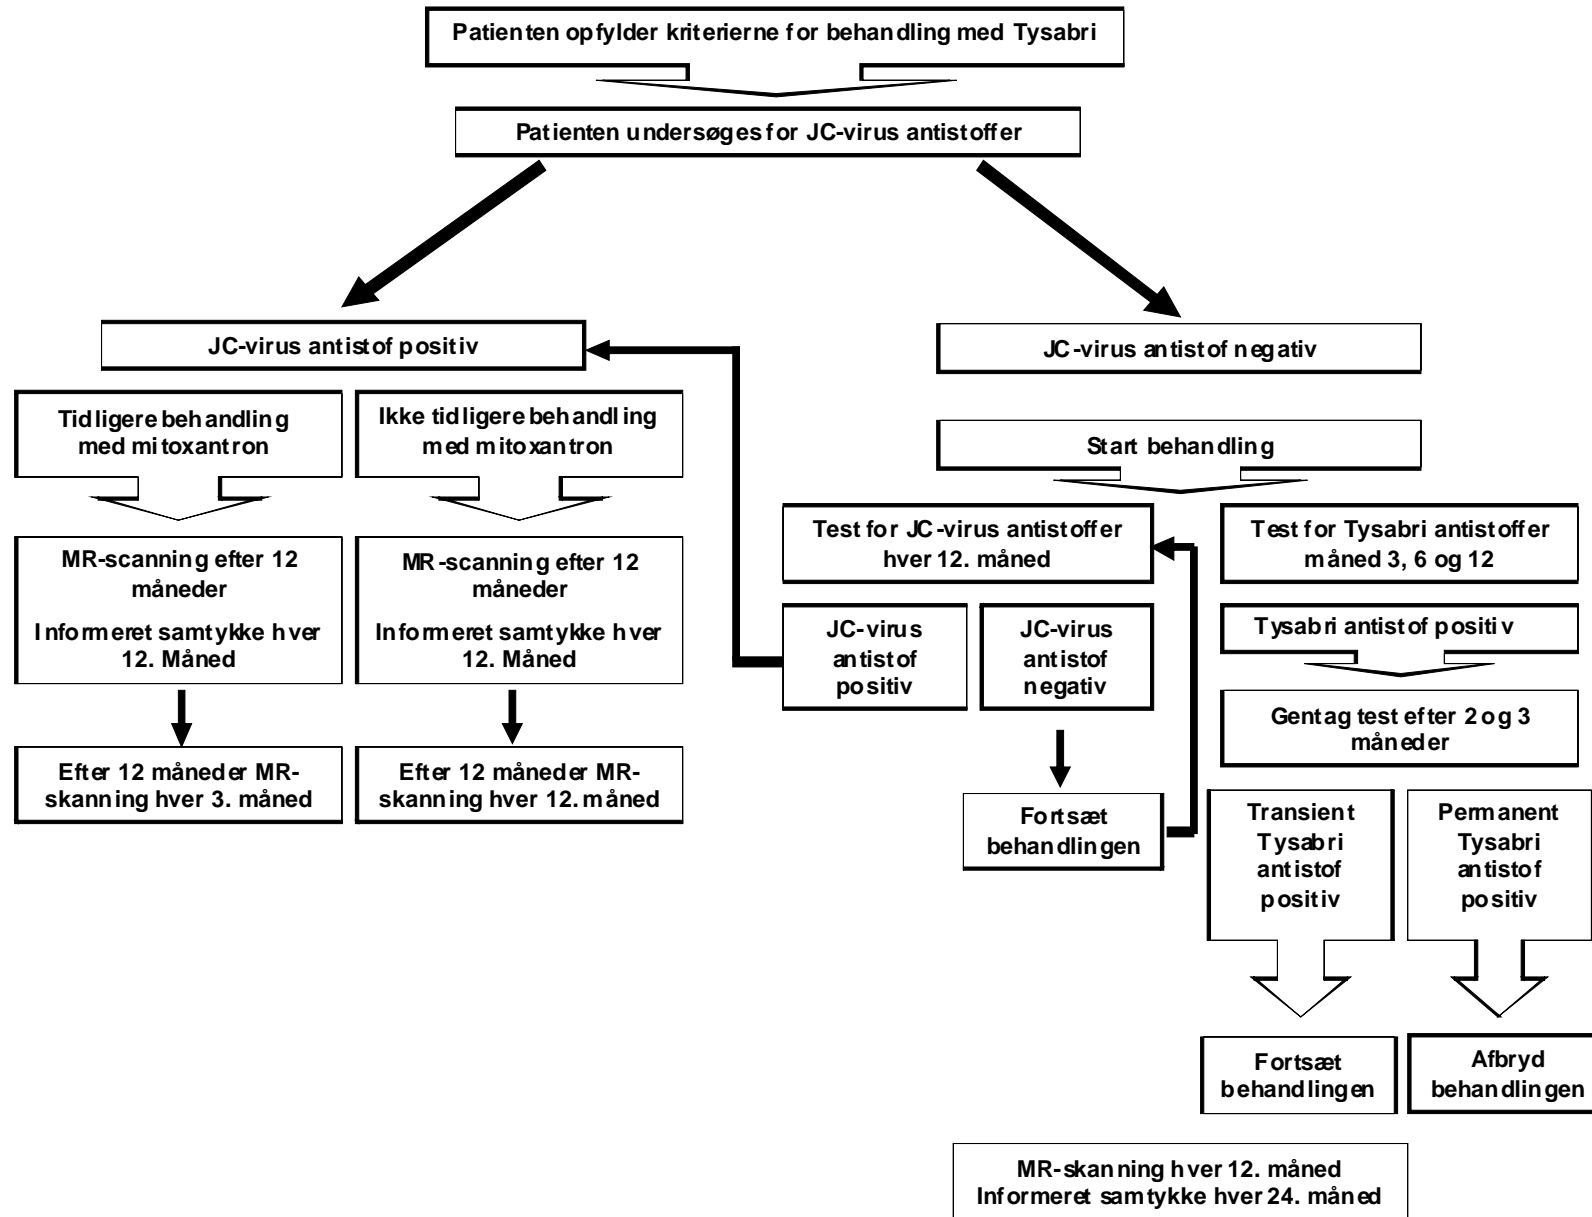 Patienten opfylder kriterierne for behandling med Tysabri
Patienten undersøges for JC-virus antistoffer
JC-virus antistof positiv
JC-virus antistof negativ
Tidligere behandling
med mitoxantron
Ikke tidligere behandling
med mitoxantron
MR-scanning efter 12
måneder
Informeret samtykke hver
12. Måned
MR-scanning efter 12
måneder
Informeret samtykke hver
12. Måned
Efter 12 måneder MR-
skanning hver 3. måned
Efter 12 måneder MR-
skanning hver 12. måned
Start behandling
Test for JC-virus antistoffer
hver 12. måned
JC-virus
antistof
positiv
JC-virus
antistof
negativ
Fortsæt
behandlingen
Test for Tysabri antistoffer
måned 3, 6 og 12
Tysabri antistof positiv
Gentag test efter 2 og 3
måneder
Transient
Tysabri
antistof
positiv
Permanent
Tysabri
antistof
positiv
Fortsæt
behandlingen
Afbryd
behandlingen
MR-skanning hver 12. måned
Informeret samtykke hver 24. måned